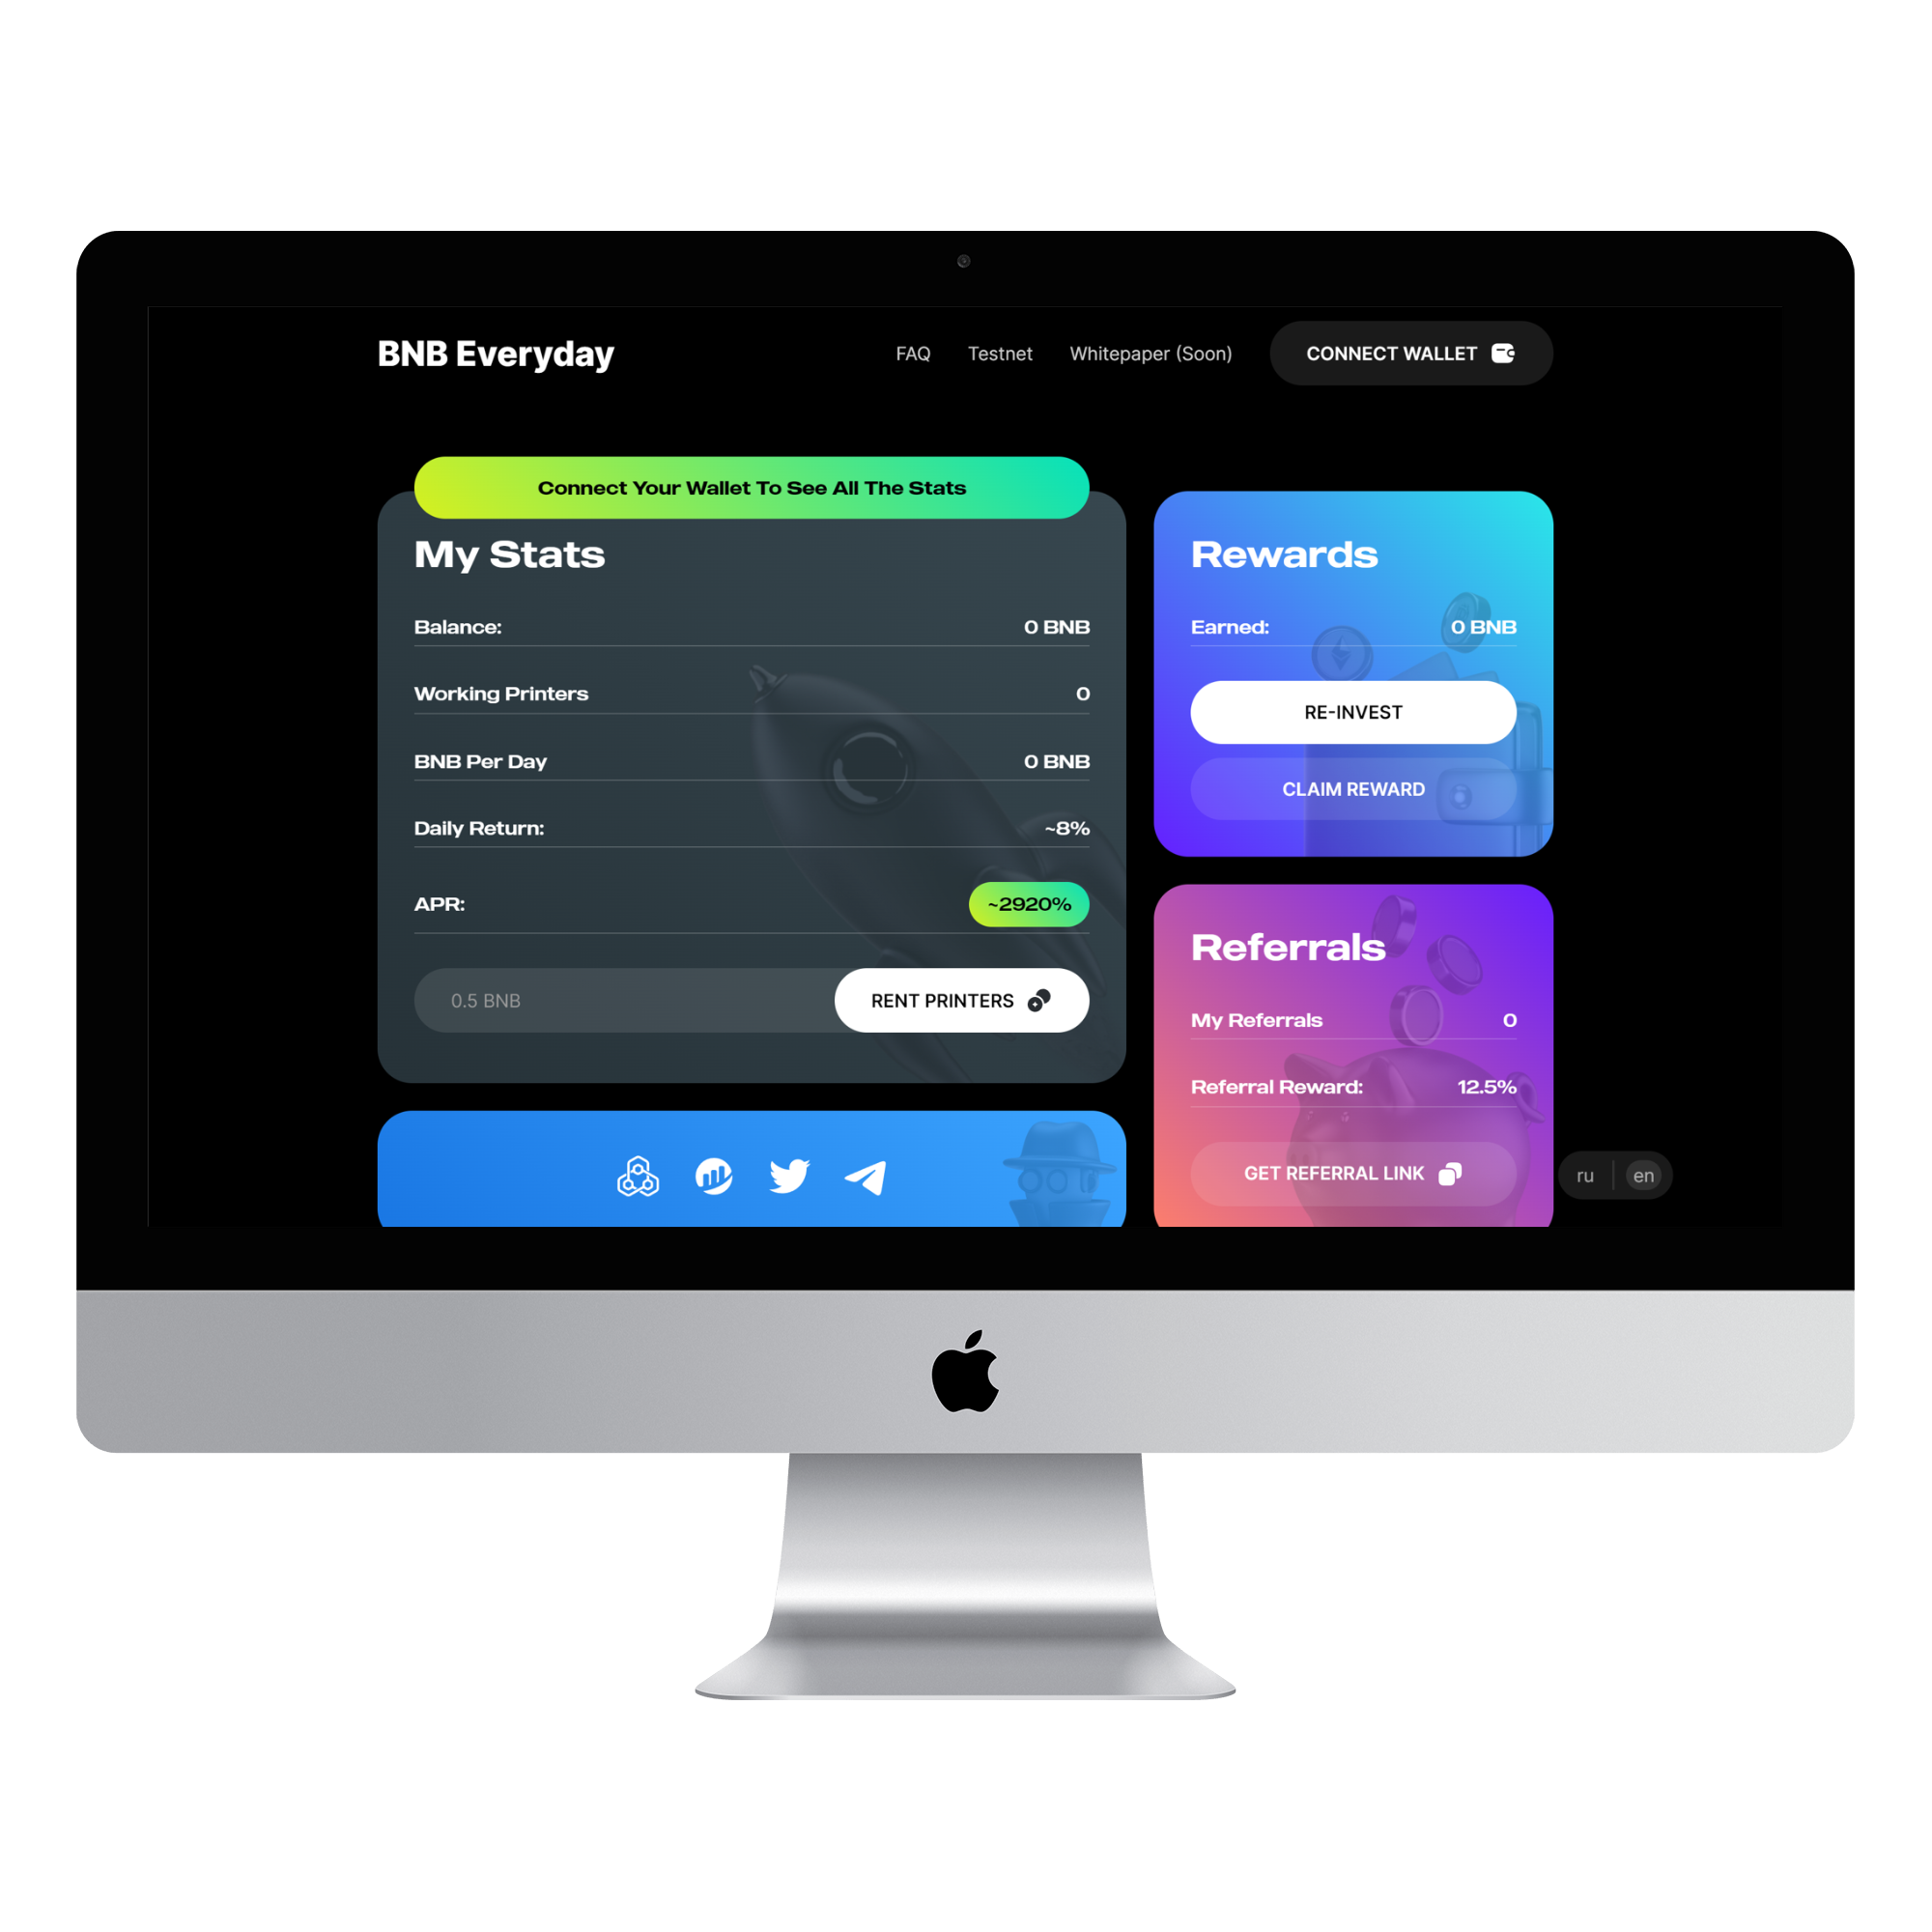 BNB Everyday
FAQ
Testnet
Whitepaper (Soon)
CONNECT WALLET
Connect Your Wallet To See All The Stats
My Stats
Balance:
0 BNB
Working Printers
0
BNB Per Day
0 BNB
Daily Return:
~8%
APR:
~2920%
0.5 BNB
RENT PRINTERS
Rewards
Earned:
0 BNB
RE-INVEST
CLAIM REWARD
Referrals
My Referrals
0
Referral Reward:
12.5%
GET REFERRAL LINK
ru
en